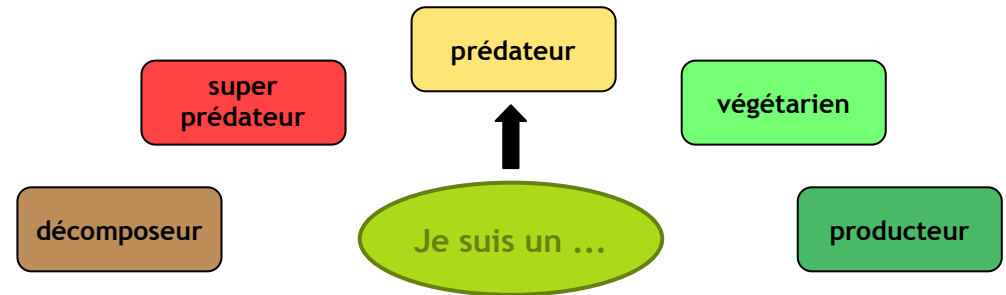 prédateur
super
prédateur
végétarien
décomposeur
Je suis un ...
producteur